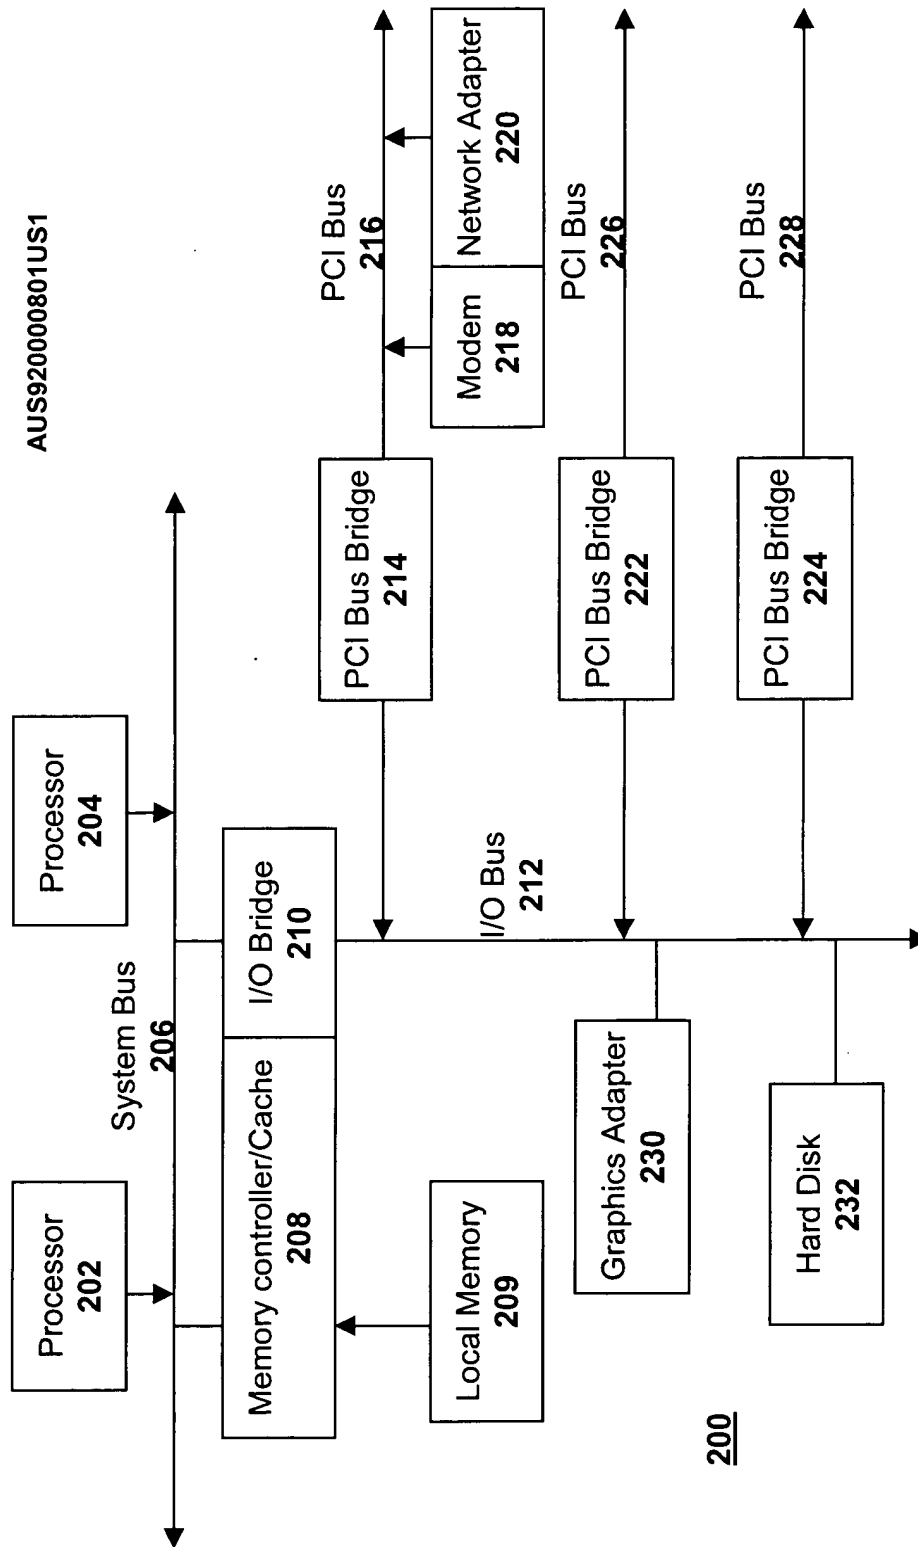 AUS920000801US1
Processor
202
Processor
204
System Bus
206
Memory controller/Cache
208
I/O Bridge
210
Local Memory
209
PCI Bus Bridge
214
PCI Bus
216
Modem
218
Network Adapter
220
I/O Bus
212
Graphics Adapter
230
PCI Bus Bridge
222
PCI Bus
226
Hard Disk
232
PCI Bus Bridge
224
PCI Bus
228
200